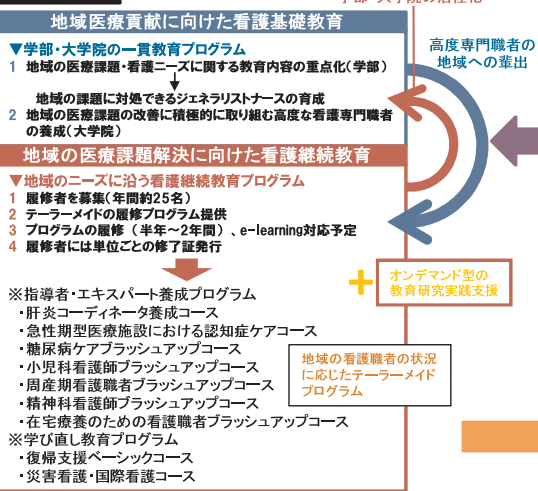 学部・大学院の活性化
地域医療貢献に向けた看護基礎教育
▼学部・大学院の一貫教育プログラム
1 地域の医療課題・看護ニーズに関する教育内容の重点化(学部)
地域の課題に対処できるジェネラリストナースの育成
2 地域の医療課題の改善に積極的に取り組む高度な看護専門職者
の養成(大学院)
高度専門職者の
地域への輩出
地域の医療課題解決に向けた看護継続教育
▼地域のニーズに沿う看護継続教育プログラム
1 履修者を募集(年間約25名)
2 テーラーメイドの履修プログラム提供
3 プログラムの履修 (半年~2年間) 、e-learning対応予定
4 履修者には単位ごとの修了証発行
+
オンデマンド型の
教育研究実践支援
※指導者・エキスパート養成プログラム
・肝炎コーディネータ養成コース
・急性期型医療施設における認知症ケアコース
・糖尿病ケアブラッシュアップコース
・小児科看護師ブラッシュアップコース
・周産期看護職者ブラッシュアップコース
・精神科看護師ブラッシュアップコース
・在宅療養のための看護職者ブラッシュアップコース
地域の看護職者の状況
に応じたテーラーメイド
プログラム
※学び直し教育プログラム
・復帰支援ベーシックコース
・災害看護・国際看護コース